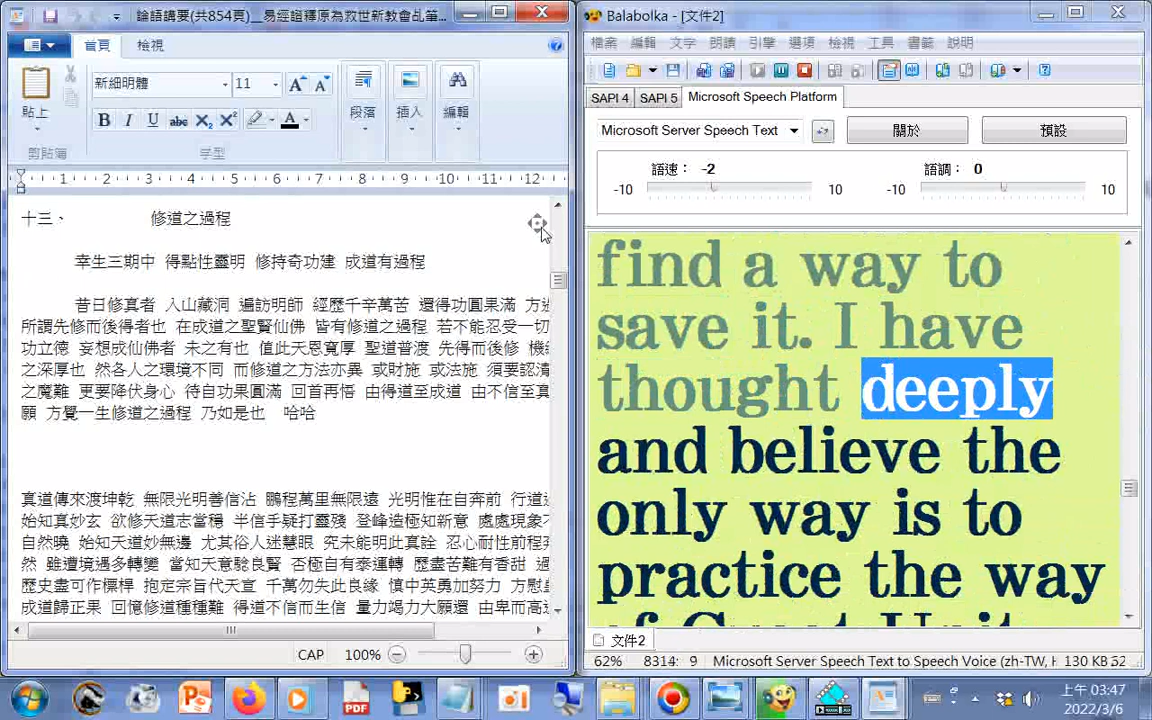 論語講要(共854頁)__易經證釋原為救世新教會乩筆...
首頁 檢視
新細明體 11
貼上
剪貼簿
字型
段落
插入
編輯
1 2 3 4 5 6 7 8 9 10 11 12
十三、 修道之過程
幸生三期中 得點性靈明 修持奇功建 成道有過程
昔日修真者 入山藏洞 遍訪明師 經歷千辛萬苦 還得功圓果滿 方
所謂先修而後得者也 在成道之聖賢仙佛 皆有修道之過程 若不能忍受一切
功立德 妄想成仙佛者 未之有也 值此天恩寬厚 聖道普渡 先得而後修 機
之深厚也 然各人之環境不同 而修道之方法亦異 或財施 或法施 須要認清
之魔難 更要降伏身心 待自功果圓滿 回首再悟 由得道至成道 由不信至真
願 方覺一生修道之過程 乃如是也 哈哈
真道傳來渡坤乾 無限光明善信沾 鵬程萬里無限遠 光明惟在自奔前 行道
始知真妙玄 欲修天道志當穩 半信手疑打靈殘 登峰造極知新意 處處現象
自然曉 始知天道妙無邊 尤其俗人迷慧眼 究未能明此真詮 忍心耐性前程
然 雖遭境遇多轉變 當知天意騐良賢 否極自有泰運轉 歷盡苦難有香甜
歷史盡可作標桿 抱定宗旨代天宣 千萬勿失此良緣 慎中英勇加努力 方慰
成道歸正果 回憶修道種種難 得道不信而生信 量力竭力大願還 由卑而高
CAP 100%
Balabolka - [文件2]
檔案 編輯 文字 朗讀 引擎 選項 檢視 工具 書籤 說明
SAPI 4 SAPI 5 Microsoft Speech Platform
Microsoft Server Speech Text 關於 預設
語速： -2 語調： 0
-10 10 -10 10
find a way to
save it. I have
thought deeply
and believe the
only way is to
practice the way
of Great Unit
文件2
62% 8314: 9 Microsoft Server Speech Text to Speech Voice (zh-TW, H 130 KB
上午 03:47
2022/3/6